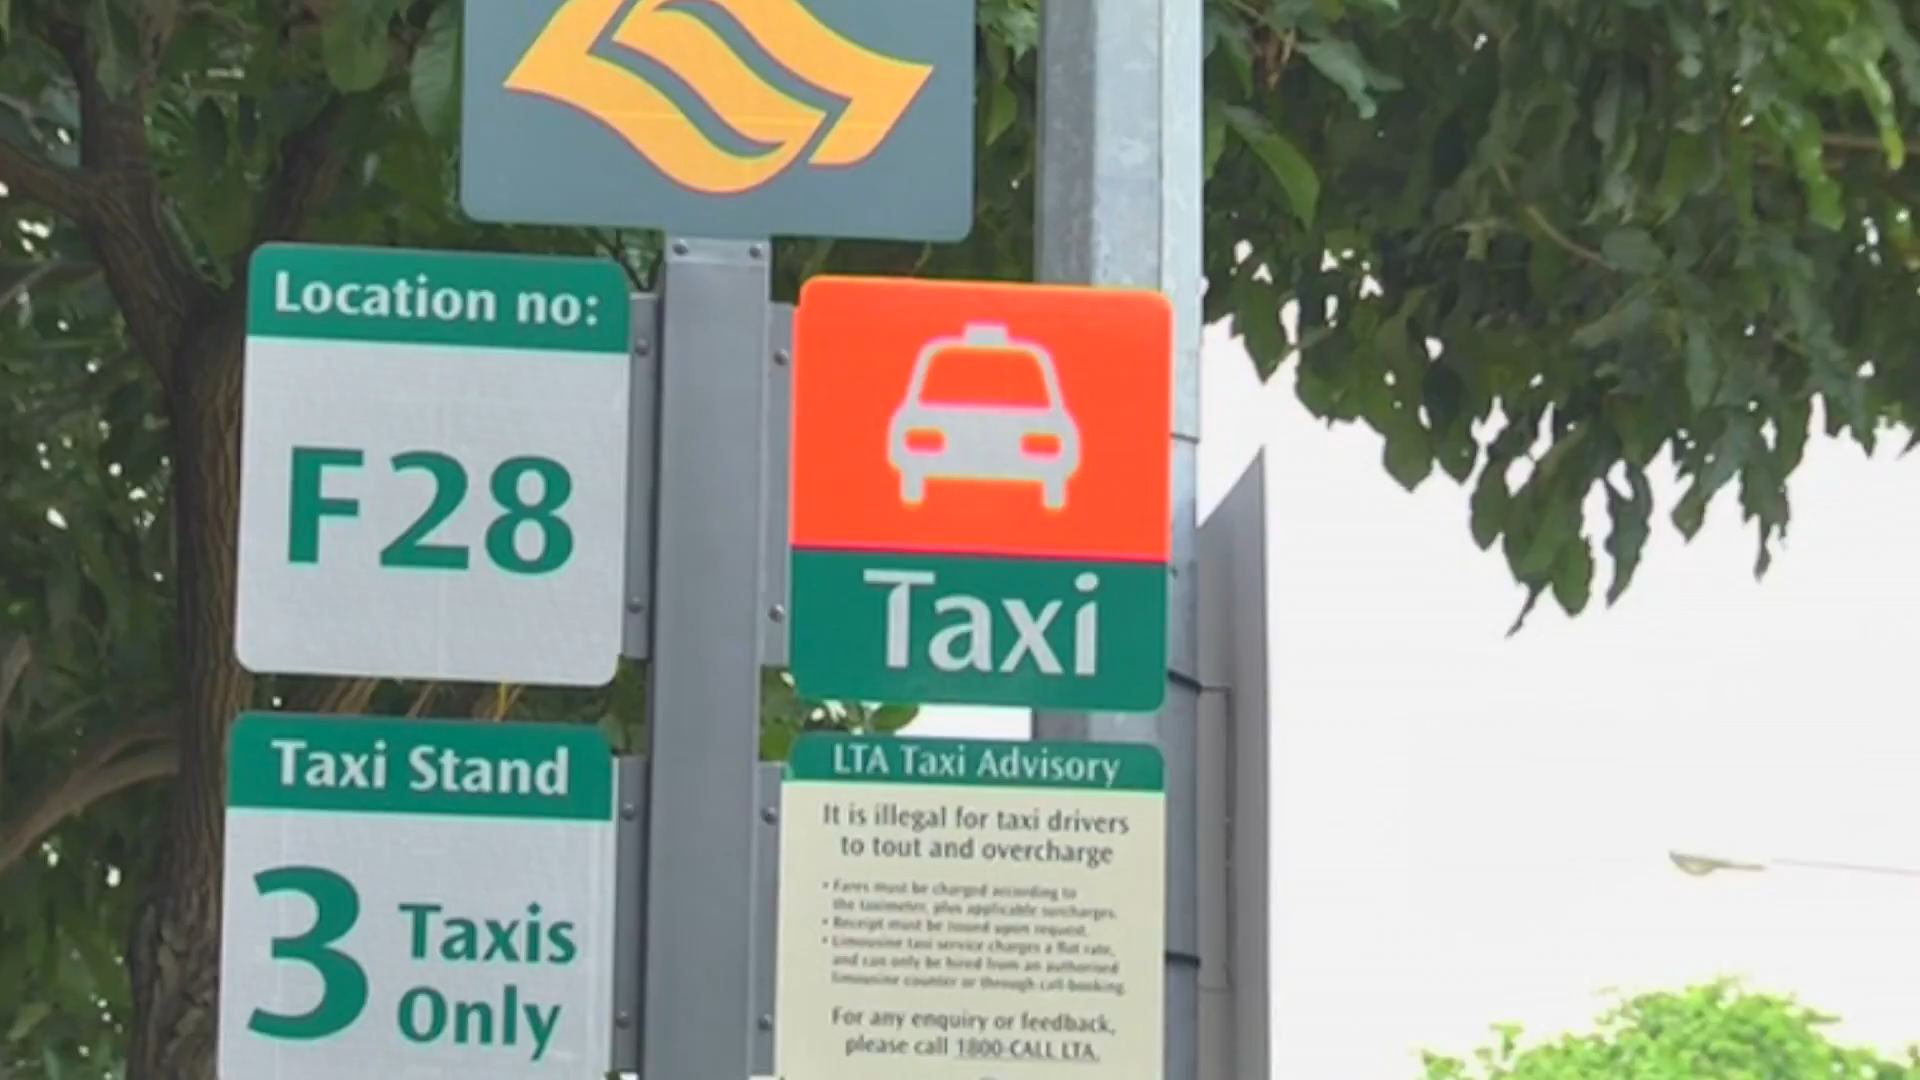 Location no:
F28
Taxi
Taxi Stand
3 Taxis
Only
LTA Taxi Advisory
It is illegal for taxi drivers
to tout and overcharge
• Fares must be charged according to
the taximeter, plus applicable surcharges.
• Receipt must be issued upon request.
• Limousine taxi service charges a flat rate,
and can only be hired from an authorised
limousine counter or through call-booking.
For any enquiry or feedback,
please call 1800-CALL LTA.